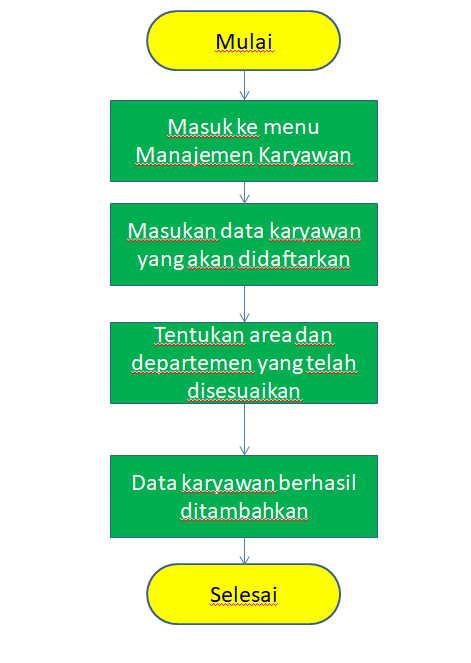 Mulai
Masuk ke menu
Manajemen Karyawan
Masukan data karyawan
yang akan didaftarkan
Tentukan area dan
departemen yang telah
disesuaikan
Data karyawan berhasil
ditambahkan
Selesai